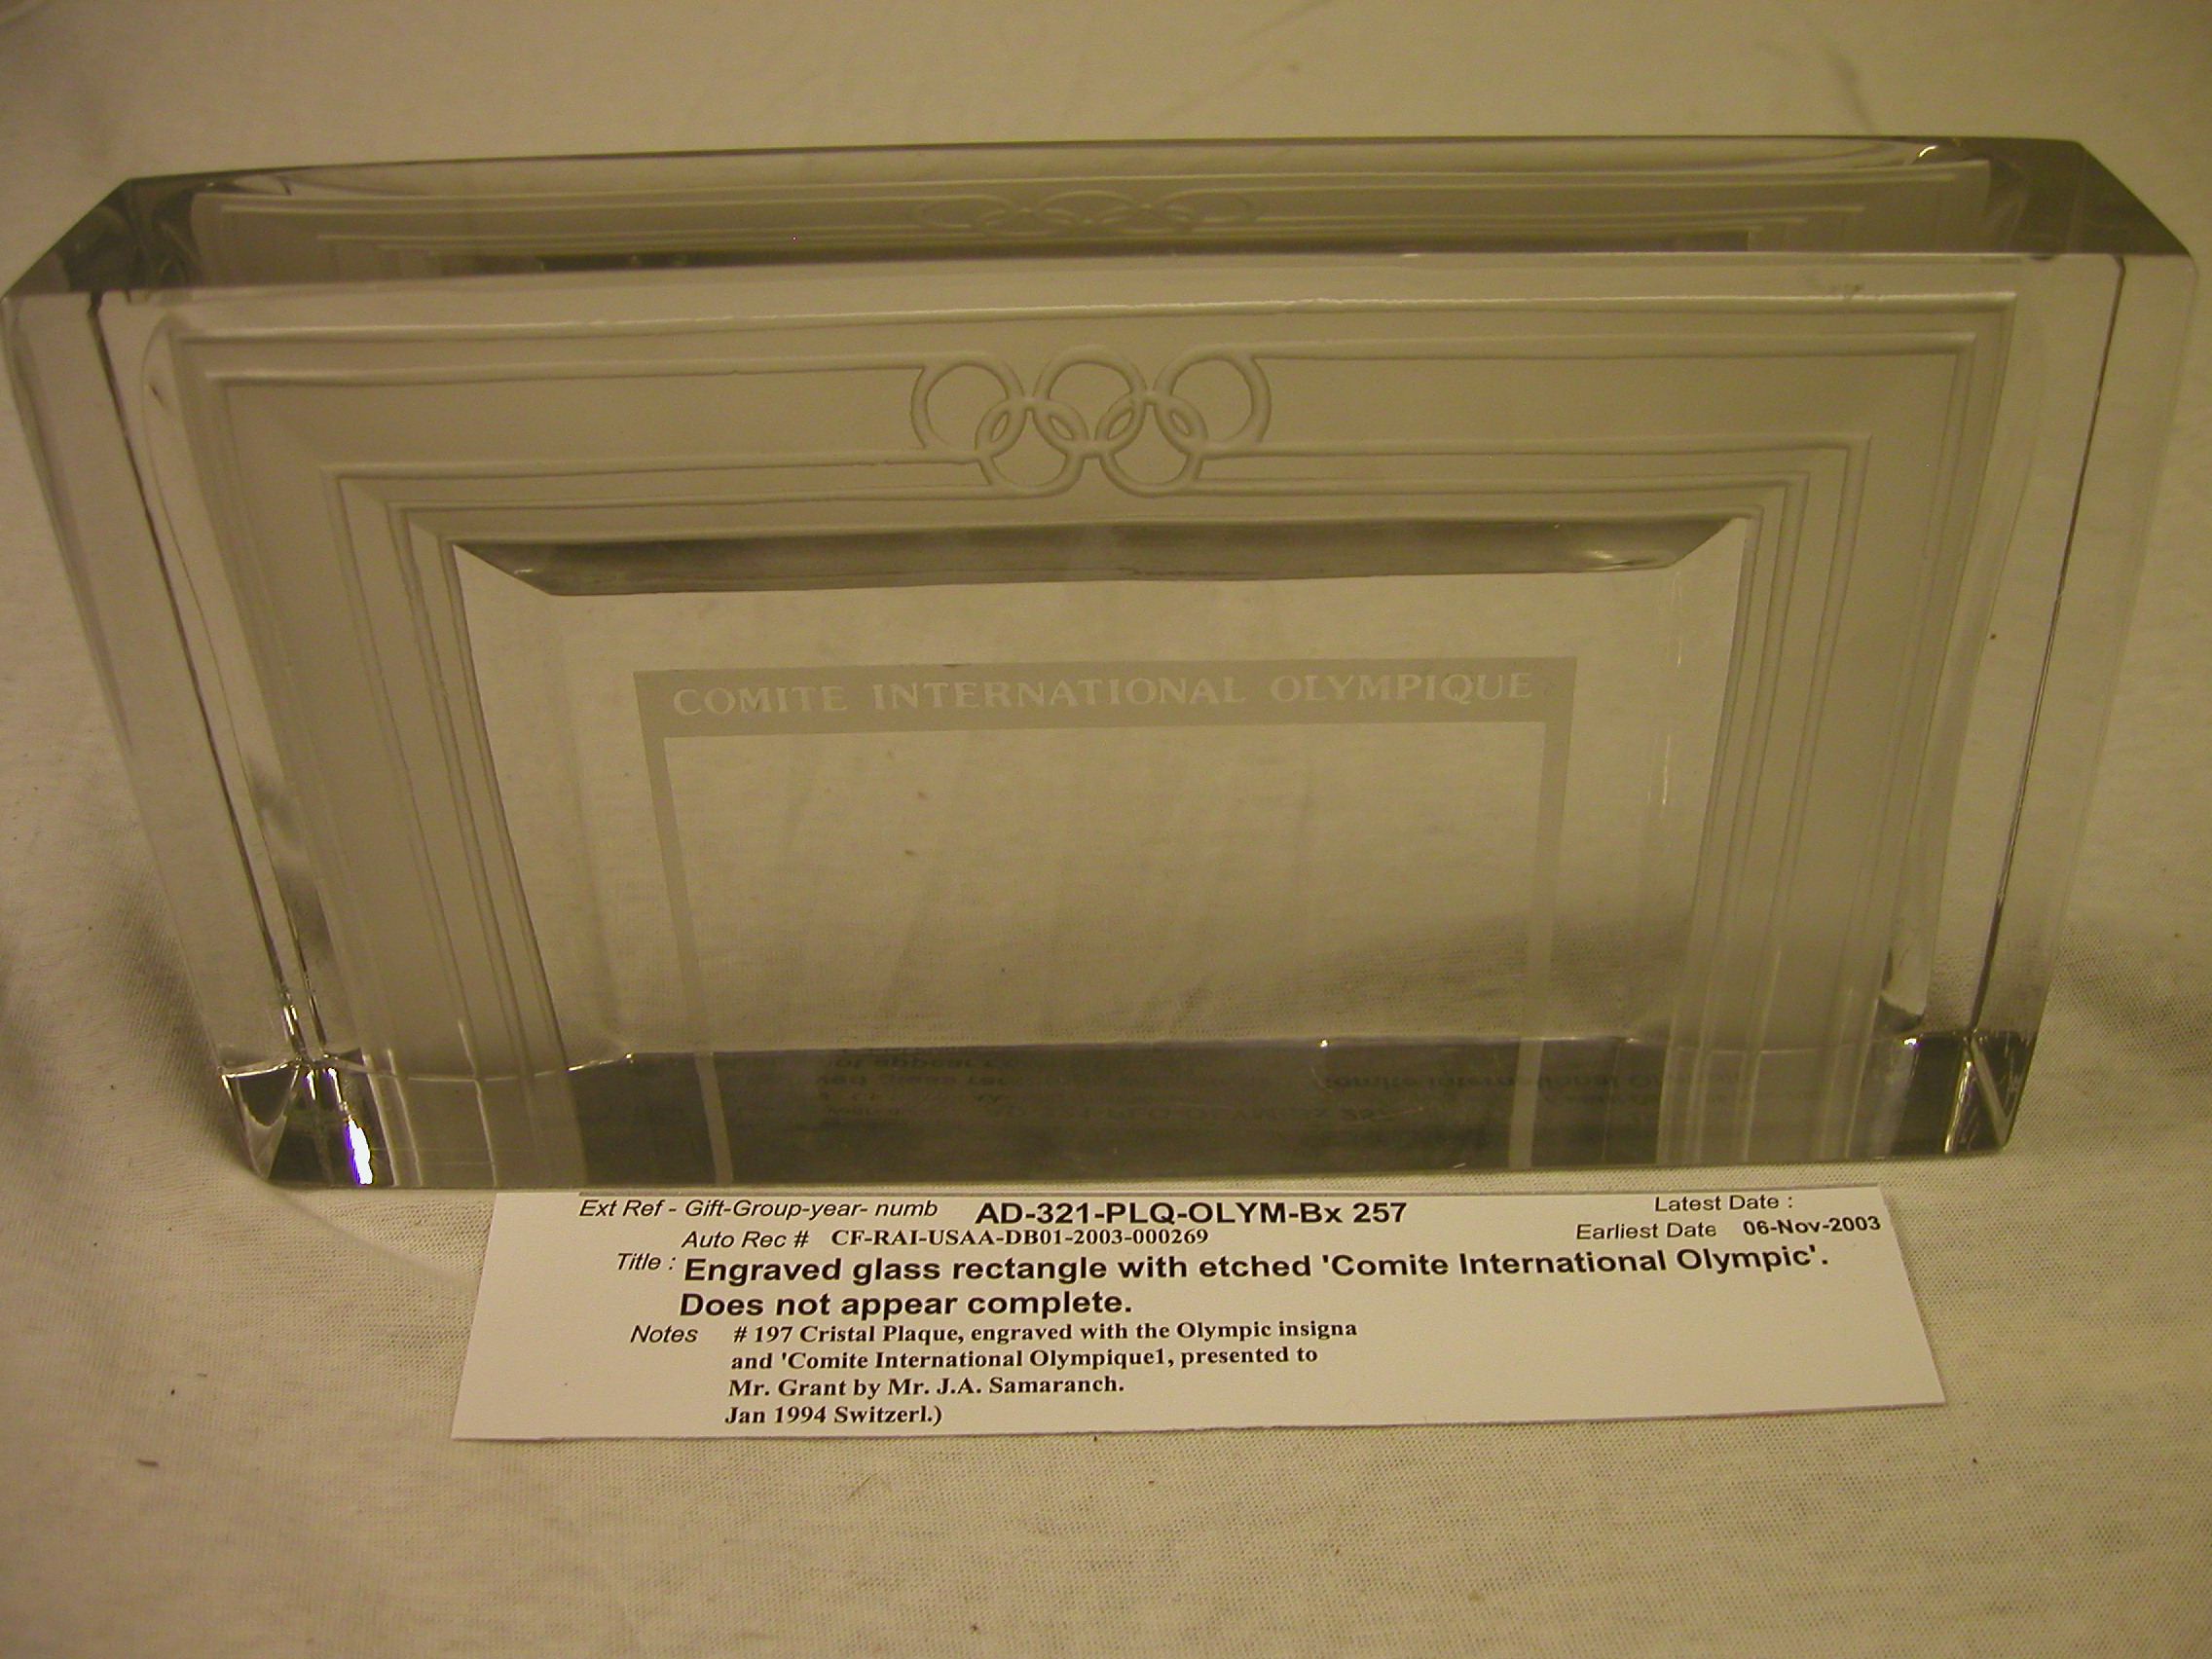 COMITE INTERNATIONAL OLYMPIQUE
Ext Ref - Gift-Group-year- numb AD-321-PLQ-OLYM-Bx 257 Latest Date :
Auto Rec # CF-RAI-USAA-DB01-2003-000269 Earliest Date 06-Nov-2003
Title : Engraved glass rectangle with etched 'Comite International Olympic'.
Does not appear complete.
Notes # 197 Cristal Plaque, engraved with the Olympic insigna
and 'Comite International Olympique1, presented to
Mr. Grant by Mr. J.A. Samaranch.
Jan 1994 Switzerl.)